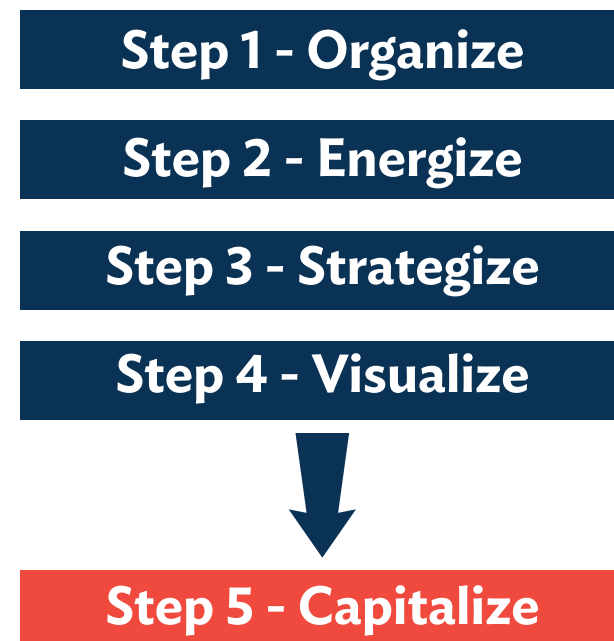 Step 1 - Organize
Step 2 - Energize
Step 3 - Strategize
Step 4 - Visualize
Step 5 - Capitalize